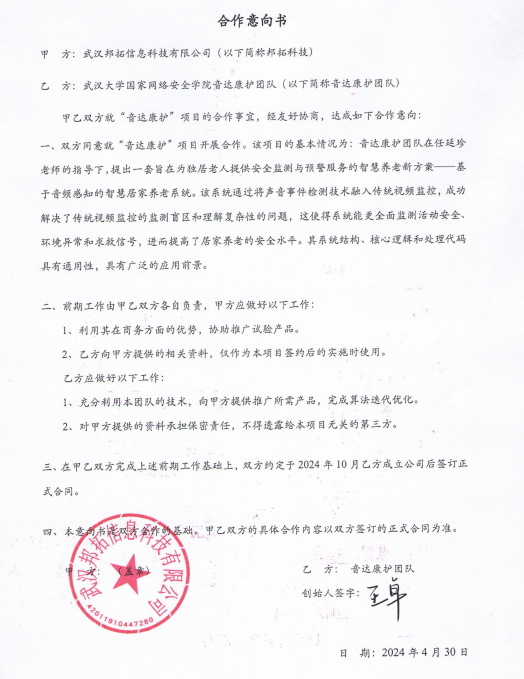 合作意向书
甲　方：武汉邦拓信息科技有限公司（以下简称邦拓科技）
乙　方：武汉大学国家网络安全学院音达康护团队（以下简称音达康护团队）
甲乙双方就“音达康护”项目的合作事宜，经友好协商，达成如下合作意向：
一、双方同意就“音达康护”项目开展合作。该项目的基本情况为：音达康护团队在任延珍
老师的指导下，提出一套旨在为独居老人提供安全监测与预警服务的智慧养老新方案——基
于音频感知的智慧居家养老系统。该系统通过将声音事件检测技术融入传统视频监控，成功
解决了传统视频监控的监测盲区和理解复杂性的问题，这使得系统能更全面监测活动安全、
环境异常和求救信号，进而提高了居家养老的安全水平。其系统结构、核心逻辑和处理代码
具有通用性，具有广泛的应用前景。
二、前期工作由甲乙双方各自负责，甲方应做好以下工作：
1、利用其在商务方面的优势，协助推广试验产品。
2、乙方向甲方提供的相关资料，仅作为本项目签约后的实施时使用。
乙方应做好以下工作：
1、充分利用本团队的技术，向甲方提供推广所需产品，完成算法迭代优化。
2、对甲方提供的资料承担保密责任，不得透露给本项目无关的第三方。
三、在甲乙双方完成上述前期工作基础上，双方约定于 2024 年 10 月乙方成立公司后签订正
式合同。
四、本意向书是双方合作的基础，甲乙双方的具体合作内容以双方签订的正式合同为准。
甲　方：　（盖章）
武汉邦拓信息科技有限公司
42011910447280
乙　方：　音达康护团队
创始人签字：王卓
日　期：2024 年 4 月 30 日